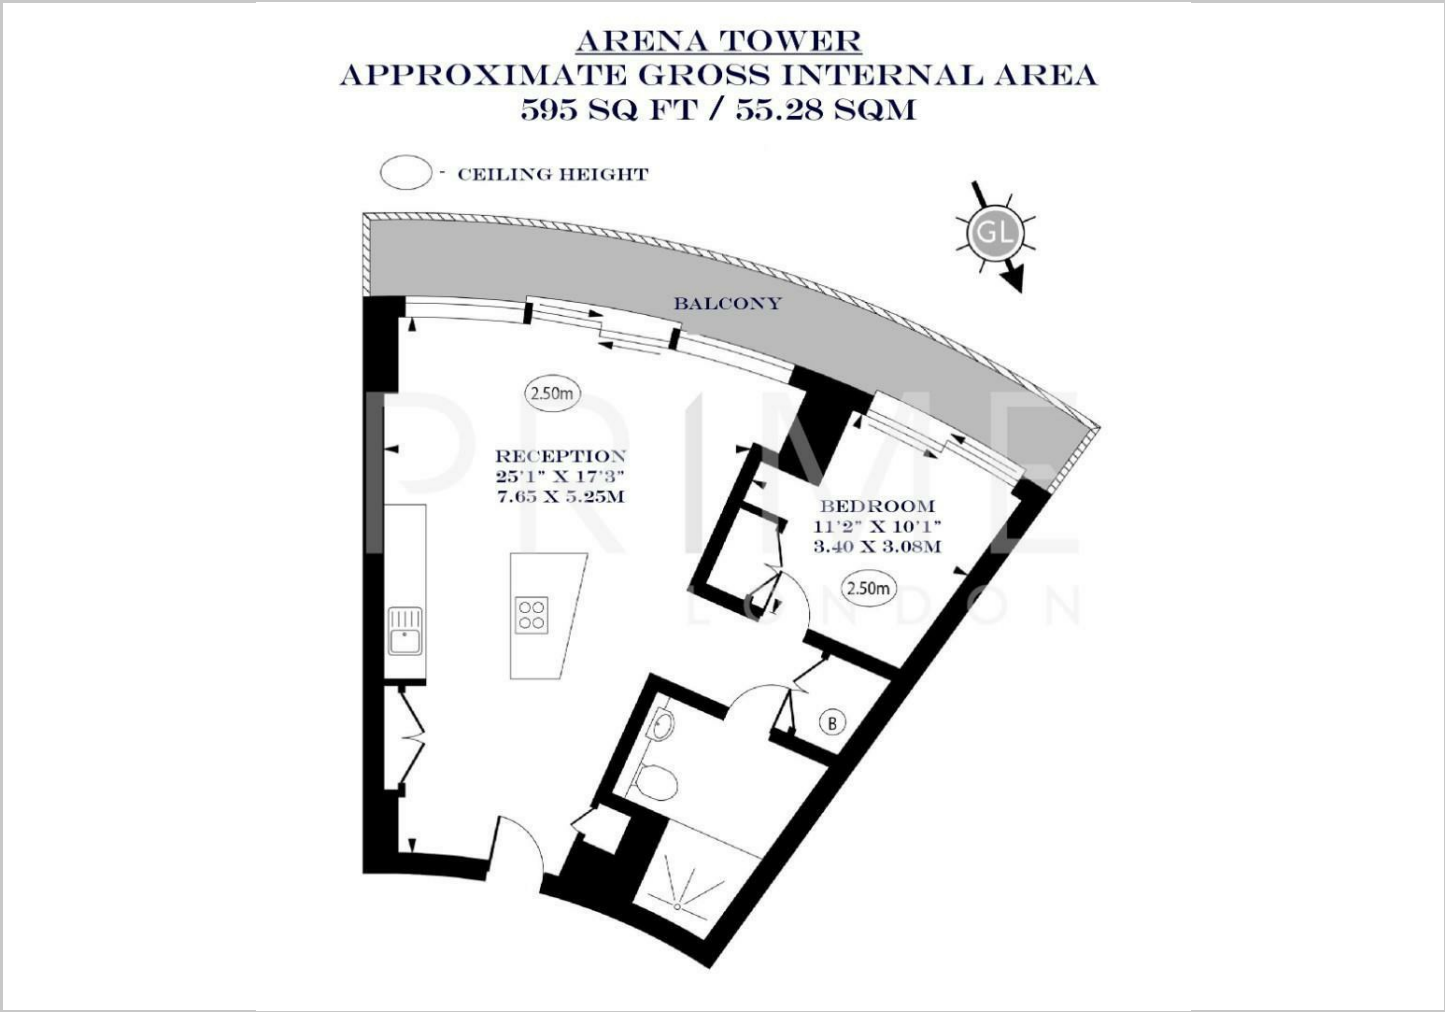 ARENA TOWER
APPROXIMATE GROSS INTERNAL AREA
595 SQ FT / 55.28 SQM
- CEILING HEIGHT
GL
BALCONY
2.50m
RECEPTION
25'1" X 17'3"
7.65 X 5.25M
BEDROOM
11'2" X 10'1"
3.40 X 3.08M
2.50m
B
PRIME
LONDON